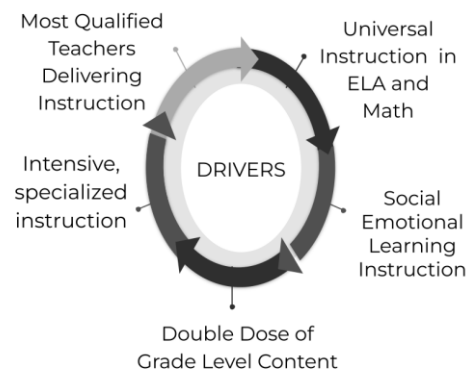 Most Qualified
Teachers
Delivering
Instruction
Universal
Instruction in
ELA and
Math
DRIVERS
Intensive,
specialized
instruction
Social
Emotional
Learning
Instruction
Double Dose of
Grade Level Content